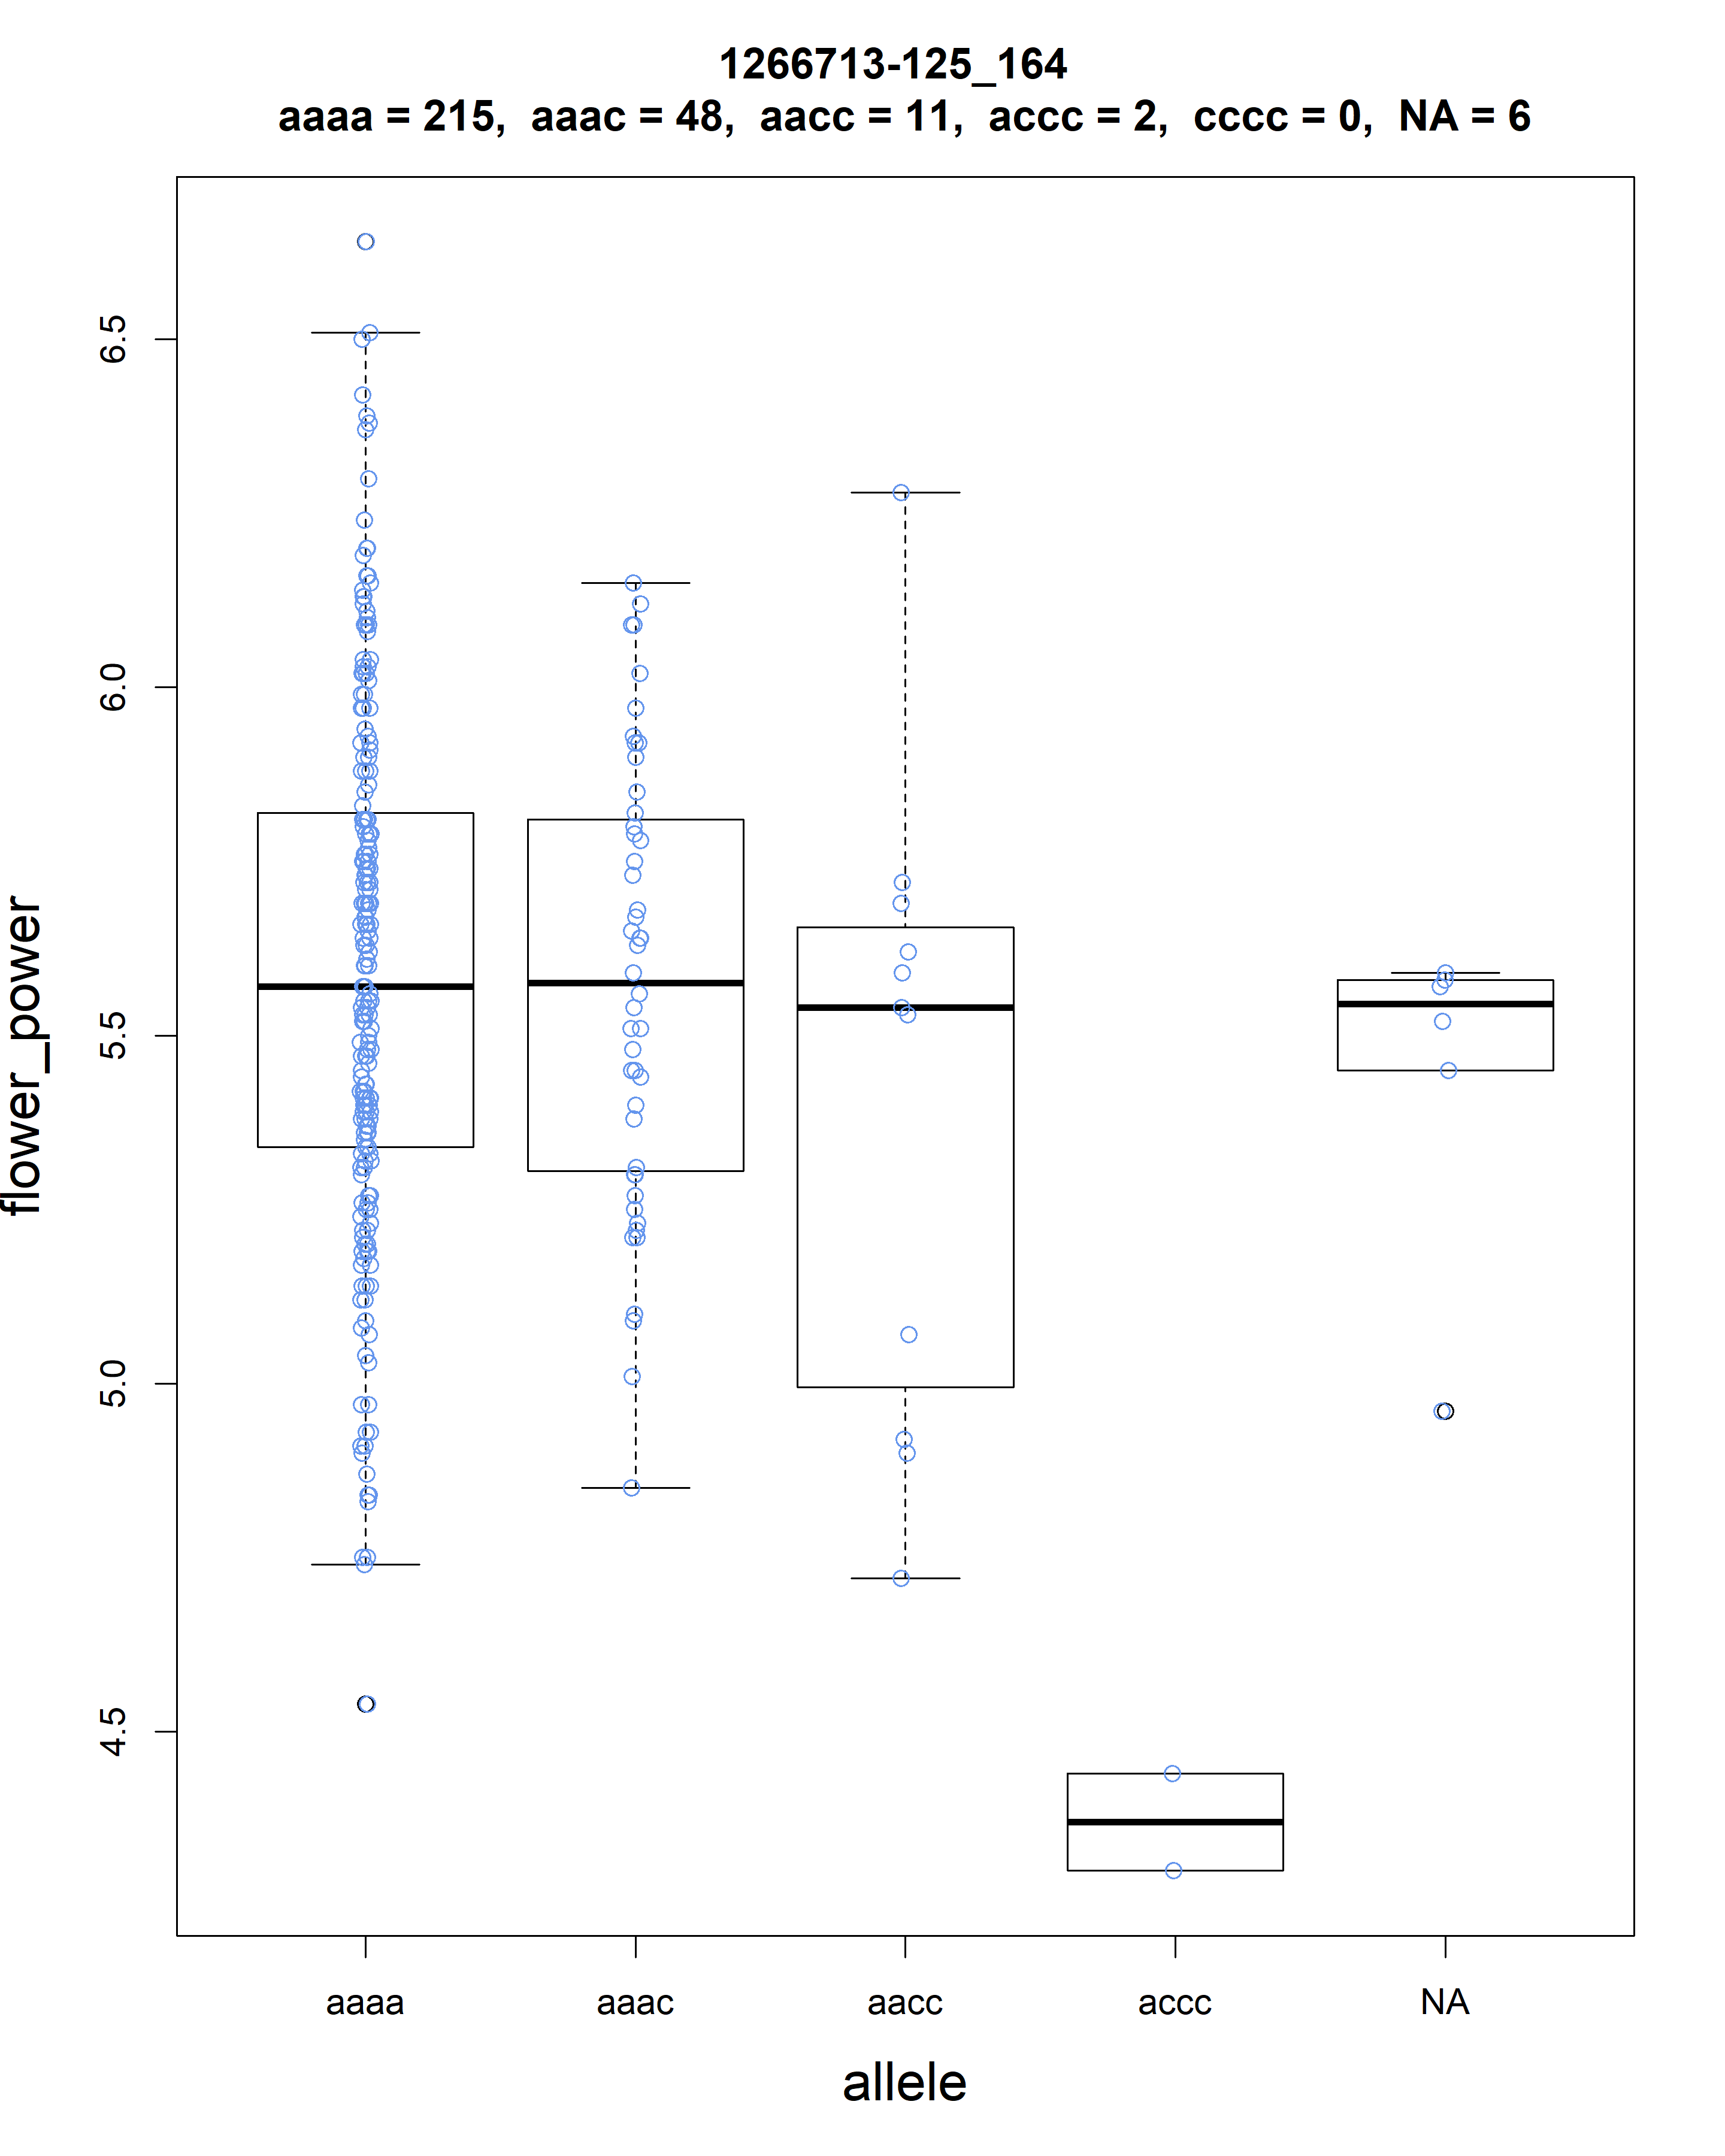 1266713-125_164
aaaa = 215,  aaac = 48,  aacc = 11,  accc = 2,  cccc = 0,  NA = 6
flower_power
6.5
6.0
5.5
5.0
4.5
aaaa
aaac
aacc
accc
NA
allele